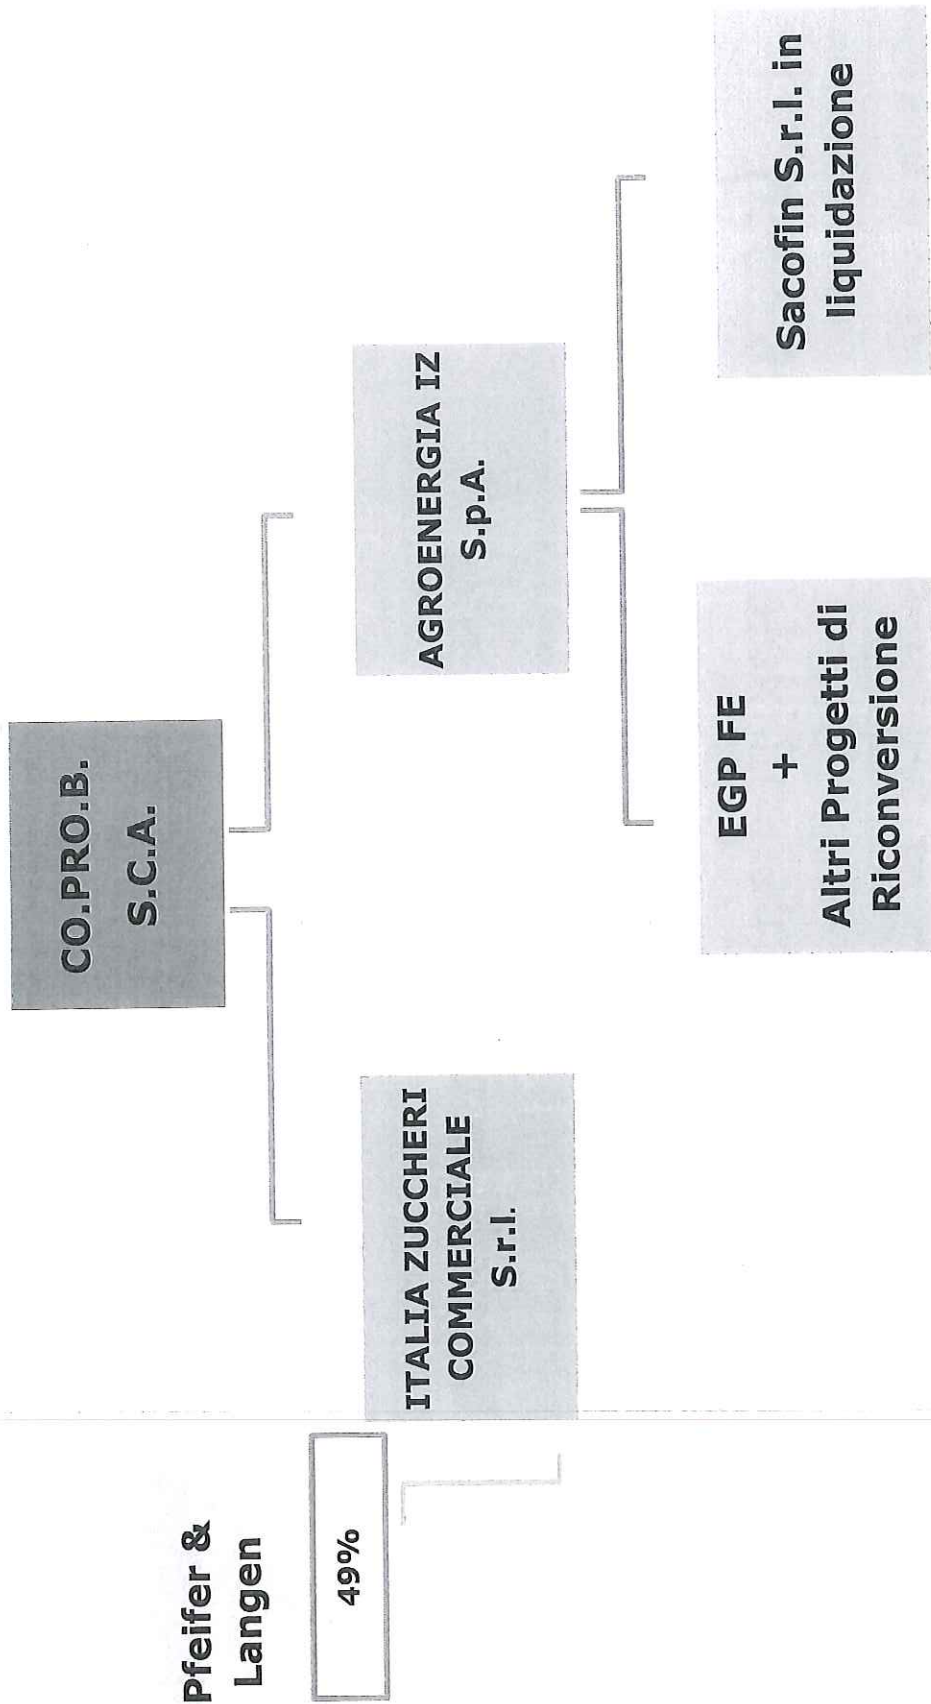 CO.PRO.B.
S.C.A.
Pfeifer &
Langen
49%
ITALIA ZUCCHERI
COMMERCIALE
S.r.l.
AGROENERGIA IZ
S.p.A.
EGP FE
+
Altri Progetti di
Riconversione
Sacofin S.r.l. in
liquidazione